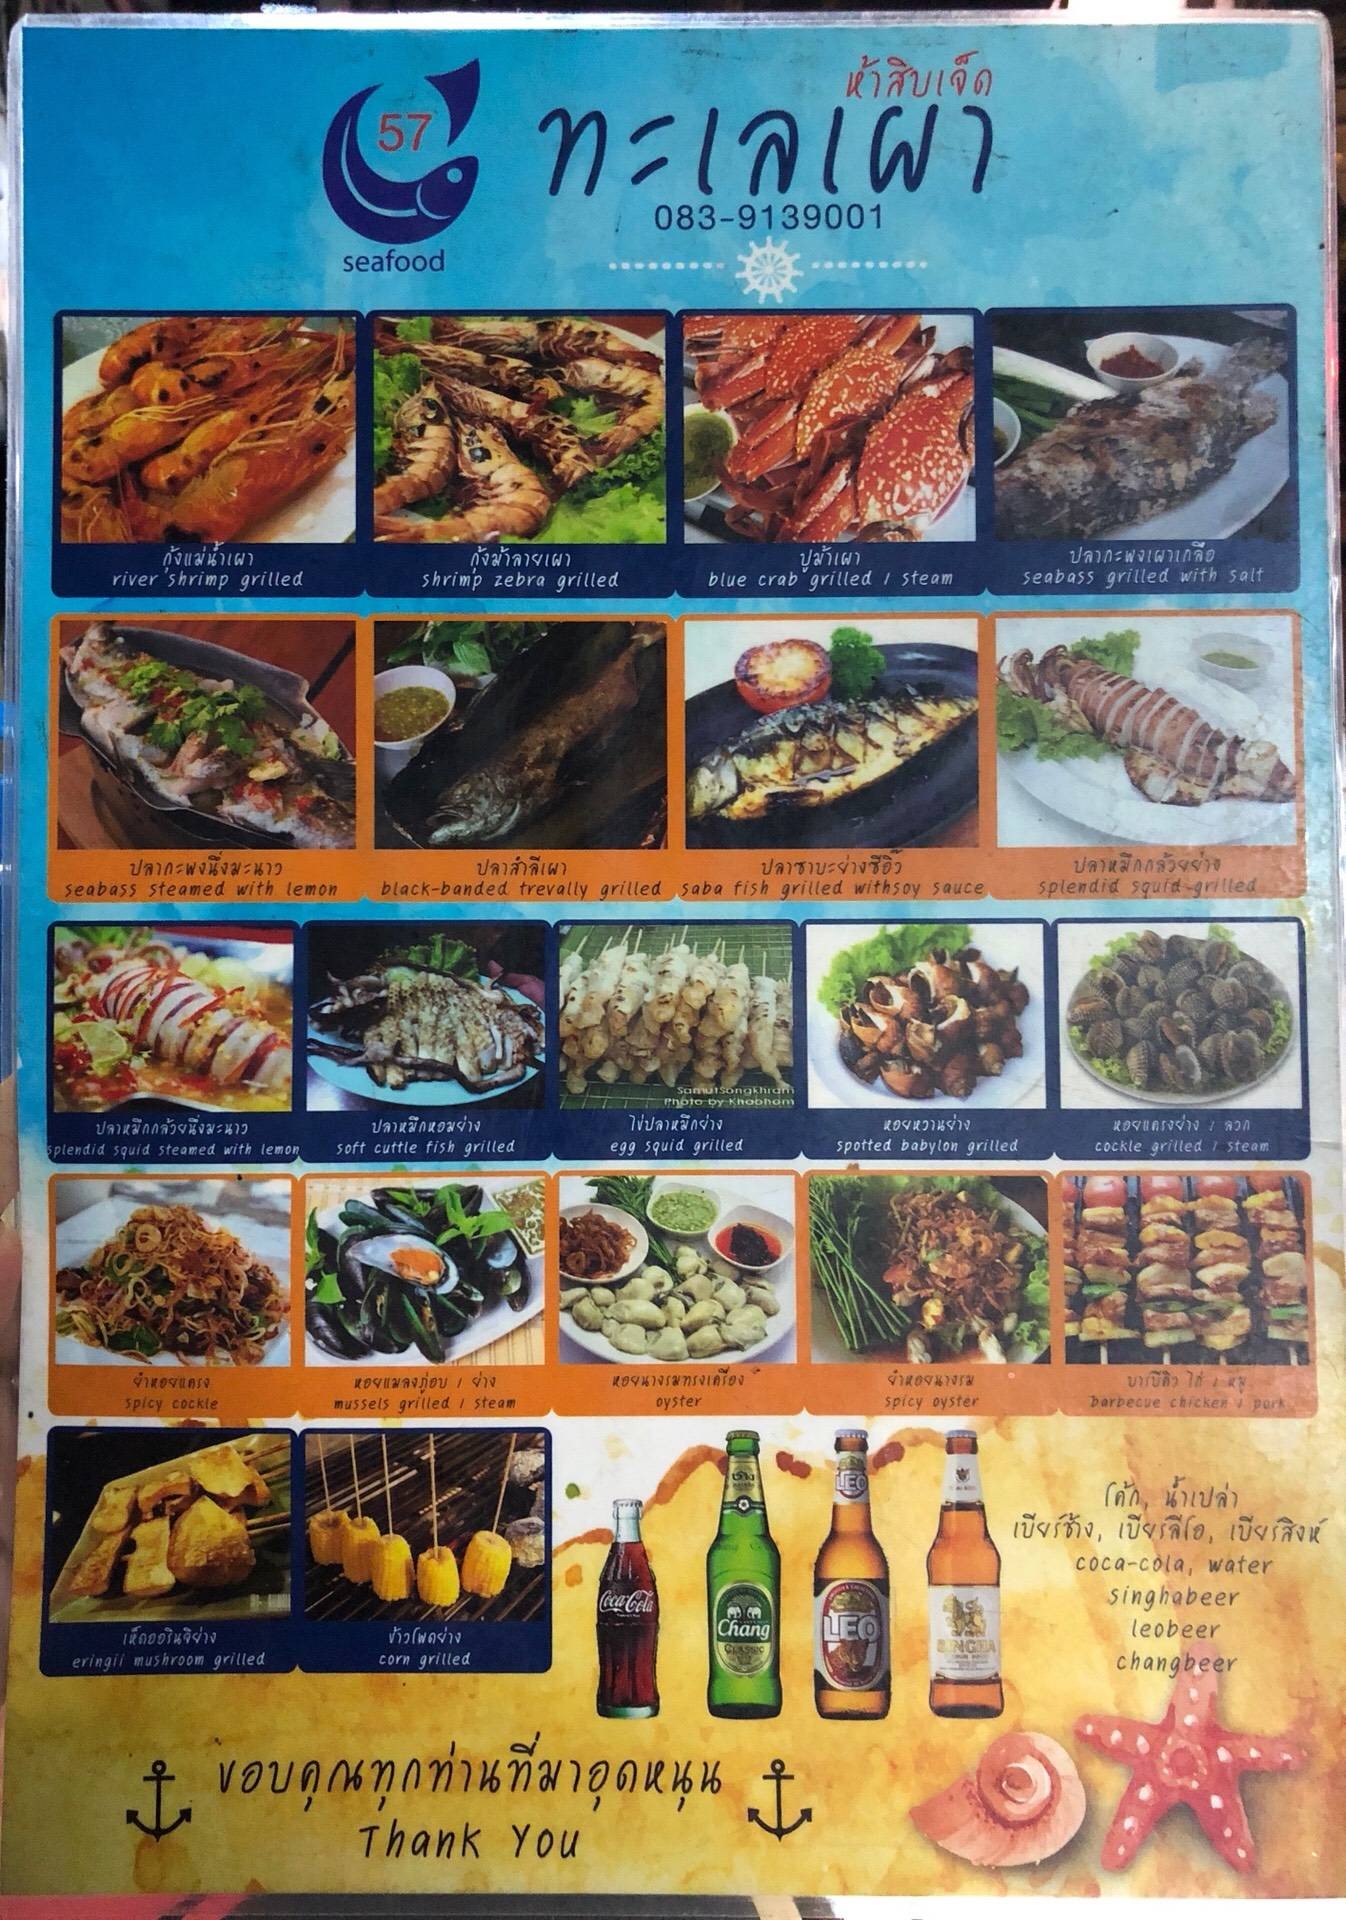 57
seafood
ห้าสิบเจ็ด
ทะเลเผา
083-9139001
กุ้งแม่น้ำเผา
river shrimp grilled
กุ้งม้าลายเผา
shrimp zebra grilled
ปูม้าเผา
blue crab grilled / steam
ปลากะพงเผาเกลือ
seabass grilled with salt
ปลากะพงนึ่งมะนาว
seabass steamed with lemon
ปลาสำลีเผา
black-banded trevally grilled
ปลาซาบะย่างซีอิ๊ว
saba fish grilled withsoy sauce
ปลาหมึกกล้วยย่าง
splendid squid grilled
ปลาหมึกกล้วยนึ่งมะนาว
splendid squid steamed with lemon
ปลาหมึกหอมย่าง
soft cuttle fish grilled
SamutSongkhram
Photo by Khobham
ไข่ปลาหมึกย่าง
egg squid grilled
หอยหวานย่าง
spotted babylon grilled
หอยแครงย่าง / ลวก
cockle grilled / steam
ยำหอยแครง
spicy cockle
หอยแมลงภู่อบ / ย่าง
mussels grilled / steam
หอยนางรมทรงเครื่อง
oyster
ยำหอยนางรม
spicy oyster
บาร์บีคิว ไก่ / หมู
barbecue chicken / pork
เห็ดออรินจิย่าง
eringii mushroom grilled
ข้าวโพดย่าง
corn grilled
Coca-Cola
Chang
CLASSIC
LEO
LEO
SINGHA
โค้ก, น้ำเปล่า
เบียร์ช้าง, เบียร์ลีโอ, เบียร์สิงห์
coca-cola, water
singhabeer
leobeer
changbeer
ขอบคุณทุกท่านที่มาอุดหนุน
Thank You